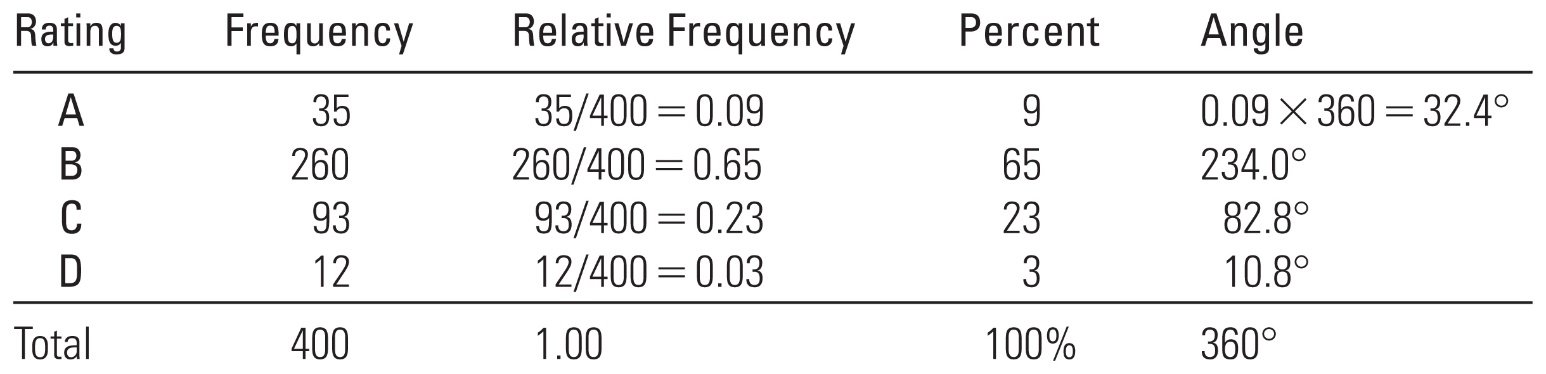 Rating Frequency Relative Frequency Percent Angle
A 35 35/400 = 0.09 9 0.09 × 360 = 32.4°
B 260 260/400 = 0.65 65 234.0°
C 93 93/400 = 0.23 23 82.8°
D 12 12/400 = 0.03 3 10.8°
Total 400 1.00 100% 360°